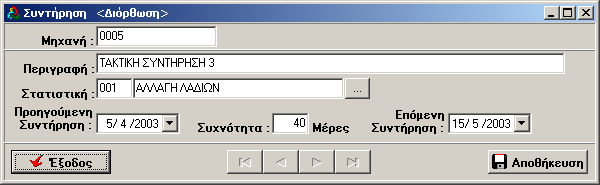 Συντήρηση <Διόρθωση>
Μηχανή : 0005
Περιγραφή : ΤΑΚΤΙΚΗ ΣΥΝΤΗΡΗΣΗ 3
Στατιστική : 001 ΑΛΛΑΓΗ ΛΑΔΙΩΝ ...
Προηγούμενη Συντήρηση : 5/ 4 /2003 Συχνότητα : 40 Μέρες Επόμενη Συντήρηση : 15/ 5 /2003
Έξοδος Αποθήκευση